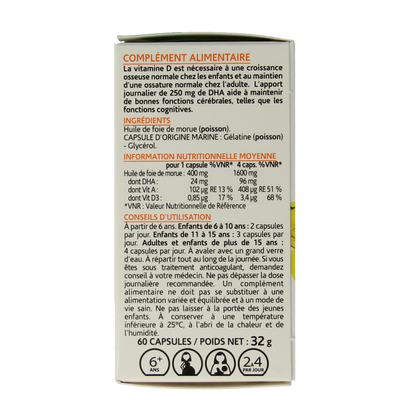 COMPLÉMENT ALIMENTAIRE
La vitamine D est nécessaire à une croissance
osseuse normale chez les enfants et au maintien
d'une ossature normale chez l'adulte. L'apport
journalier de 250 mg de DHA aide à maintenir
de bonnes fonctions cérébrales, telles que les
fonctions cognitives.
INGRÉDIENTS
Huile de foie de morue (poisson).
CAPSULE D'ORIGINE MARINE : Gélatine (poisson)
- Glycérol.
INFORMATION NUTRITIONNELLE MOYENNE
pour 1 capsule %VNR* 4 caps. %VNR*
Huile de foie de morue : 400 mg 1600 mg
dont DHA : 24 mg 96 mg
dont Vit A : 102 µg RE 13 % 408 µg RE 51 %
dont Vit D3 : 0,85 µg 17 % 3,4 µg 68 %
*VNR : Valeur Nutritionnelle de Référence
CONSEILS D'UTILISATION
À partir de 6 ans. Enfants de 6 à 10 ans : 2 capsules
par jour. Enfants de 11 à 15 ans : 3 capsules par
jour. Adultes et enfants de plus de 15 ans :
4 capsules par jour. À avaler avec un grand verre
d'eau. À répartir tout au long de la journée. Si vous
êtes sous traitement anticoagulant, demandez
conseil à votre médecin. Ne pas dépasser la dose
journalière recommandée. Un complément
alimentaire ne doit pas se substituer à une
alimentation variée et équilibrée et à un mode de
vie sain. Ne pas laisser à la portée des jeunes
enfants. À conserver à une température
inférieure à 25°C, à l'abri de la chaleur et de
l'humidité.
60 CAPSULES / POIDS NET : 32 g
6+
ANS
2 à 4
PAR JOUR